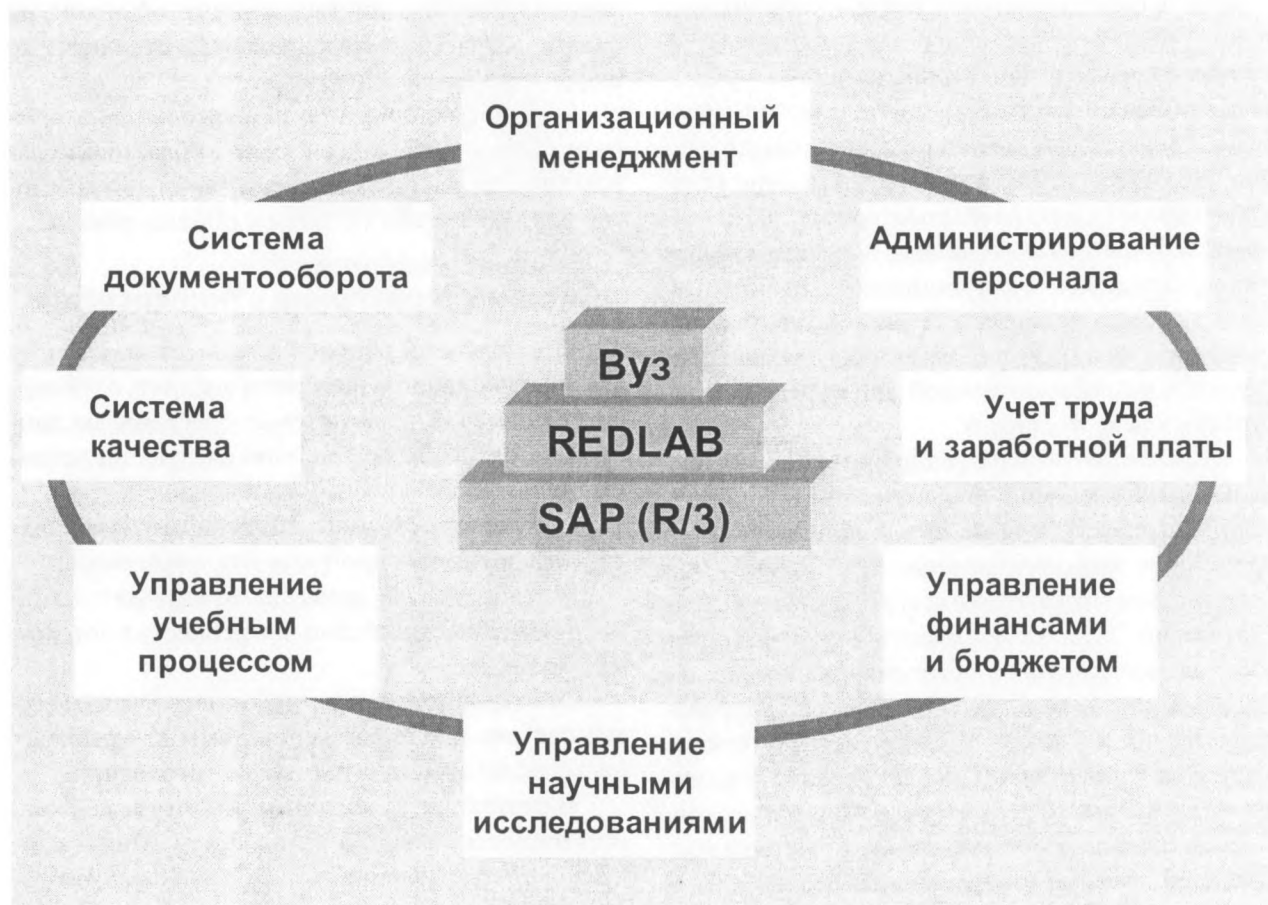 Организационный
менеджмент
Система
документооборота
Администрирование
персонала
Вуз
REDLAB
SAP (R/3)
Система
качества
Учет труда
и заработной платы
Управление
учебным
процессом
Управление
финансами
и бюджетом
Управление
научными
исследованиями